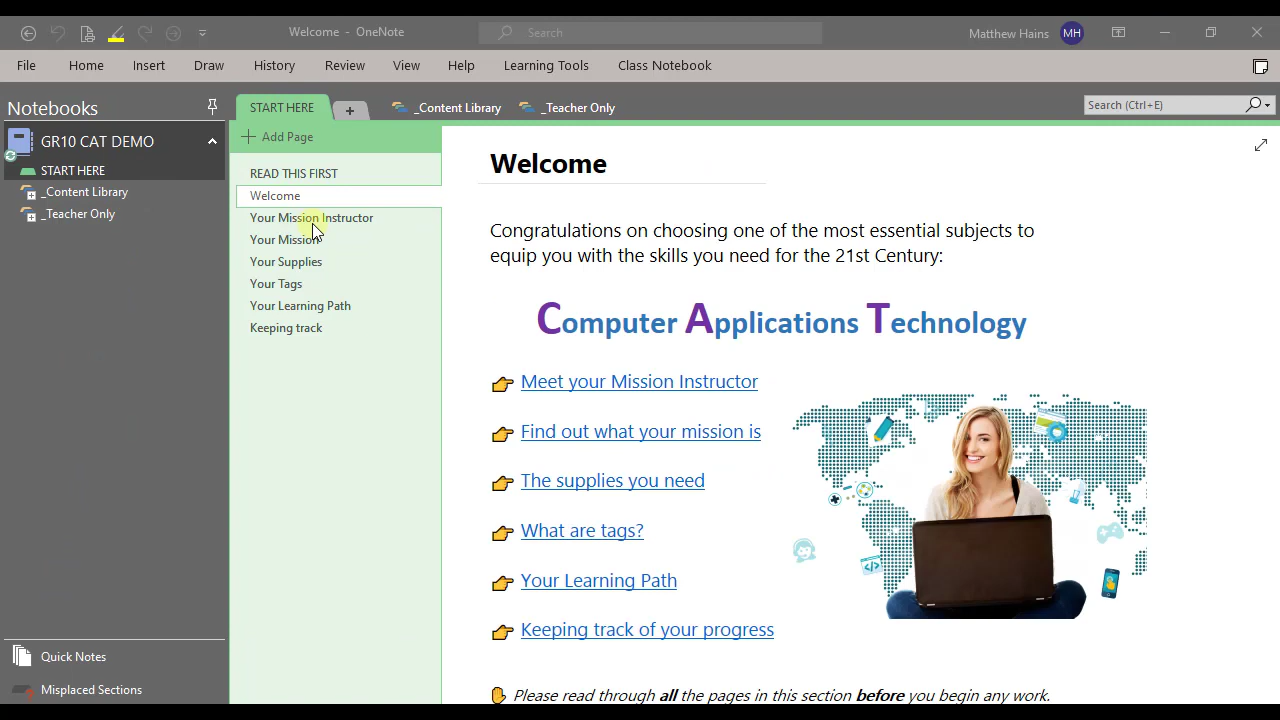 Welcome - OneNote
Search
Matthew Hains
MH
File
Home
Insert
Draw
History
Review
View
Help
Learning Tools
Class Notebook
Notebooks
START HERE
_Content Library
_Teacher Only
Search (Ctrl+E)
GR10 CAT DEMO
START HERE
_Content Library
_Teacher Only
Quick Notes
Misplaced Sections
Add Page
READ THIS FIRST
Welcome
Your Mission Instructor
Your Mission
Your Supplies
Your Tags
Your Learning Path
Keeping track
Welcome
Congratulations on choosing one of the most essential subjects to
equip you with the skills you need for the 21st Century:
Computer Applications Technology
Meet your Mission Instructor
Find out what your mission is
The supplies you need
What are tags?
Your Learning Path
Keeping track of your progress
Please read through all the pages in this section before you begin any work.